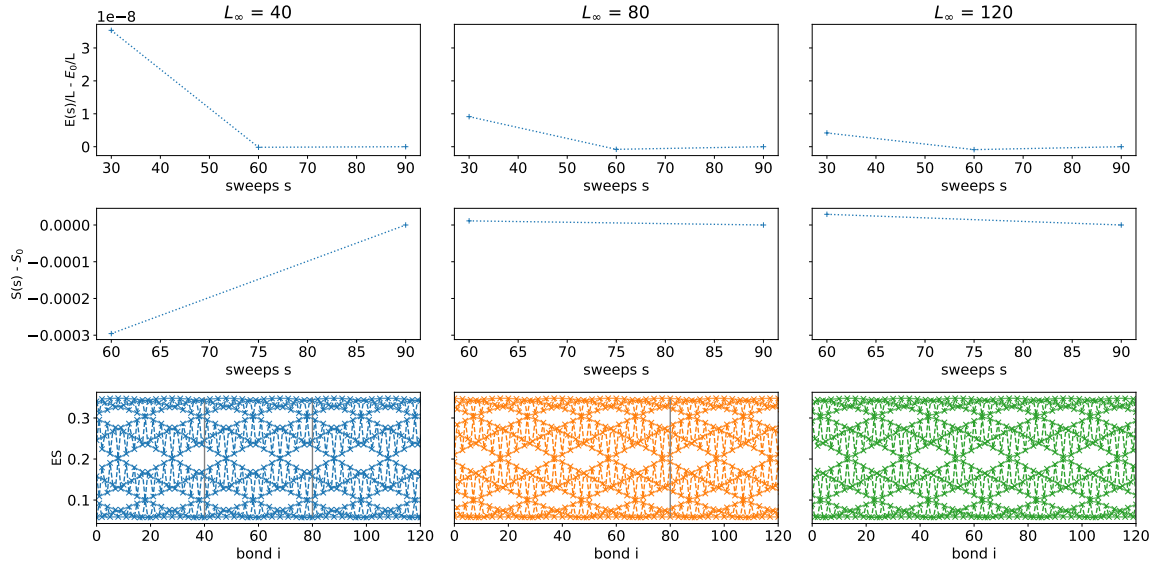 L∞ = 40 L∞ = 80 L∞ = 120
1e−8
E(s)/L - E₀/L
3
2
1
0
30 40 50 60 70 80 90
30 40 50 60 70 80 90
30 40 50 60 70 80 90
sweeps s sweeps s sweeps s
S(s) - S₀
0.0000
−0.0001
−0.0002
−0.0003
60 65 70 75 80 85 90
60 65 70 75 80 85 90
60 65 70 75 80 85 90
sweeps s sweeps s sweeps s
ES
0.3
0.2
0.1
0 20 40 60 80 100 120
0 20 40 60 80 100 120
0 20 40 60 80 100 120
bond i bond i bond i